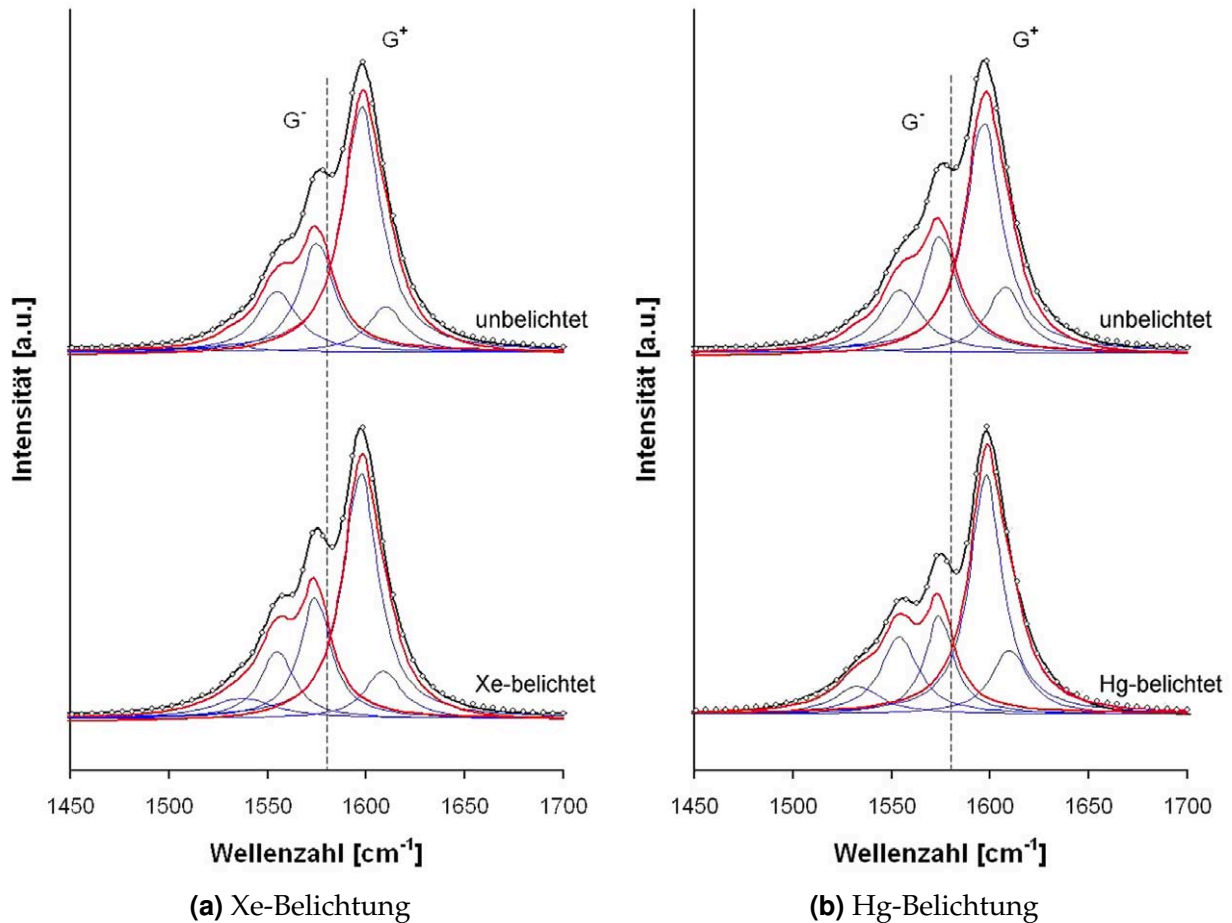 G⁺
G⁻
unbelichtet
Xe-belichtet
Intensität [a.u.]
1450 1500 1550 1600 1650 1700
Wellenzahl [cm⁻¹]
(a) Xe-Belichtung
G⁺
G⁻
unbelichtet
Hg-belichtet
Intensität [a.u.]
1450 1500 1550 1600 1650 1700
Wellenzahl [cm⁻¹]
(b) Hg-Belichtung